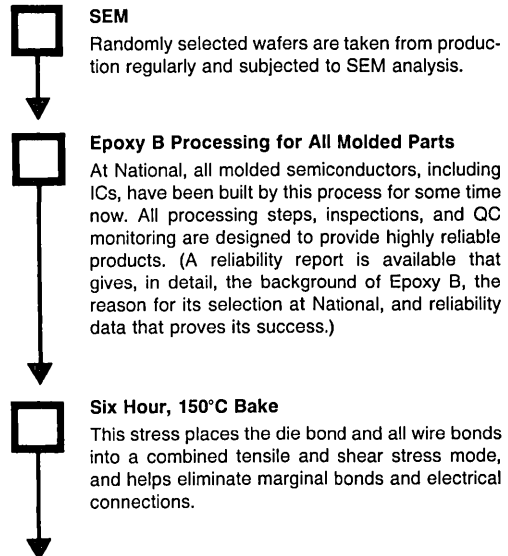 SEM
Randomly selected wafers are taken from produc-
tion regularly and subjected to SEM analysis.
Epoxy B Processing for All Molded Parts
At National, all molded semiconductors, including
ICs, have been built by this process for some time
now. All processing steps, inspections, and QC
monitoring are designed to provide highly reliable
products. (A reliability report is available that
gives, in detail, the background of Epoxy B, the
reason for its selection at National, and reliability
data that proves its success.)
Six Hour, 150°C Bake
This stress places the die bond and all wire bonds
into a combined tensile and shear stress mode,
and helps eliminate marginal bonds and electrical
connections.